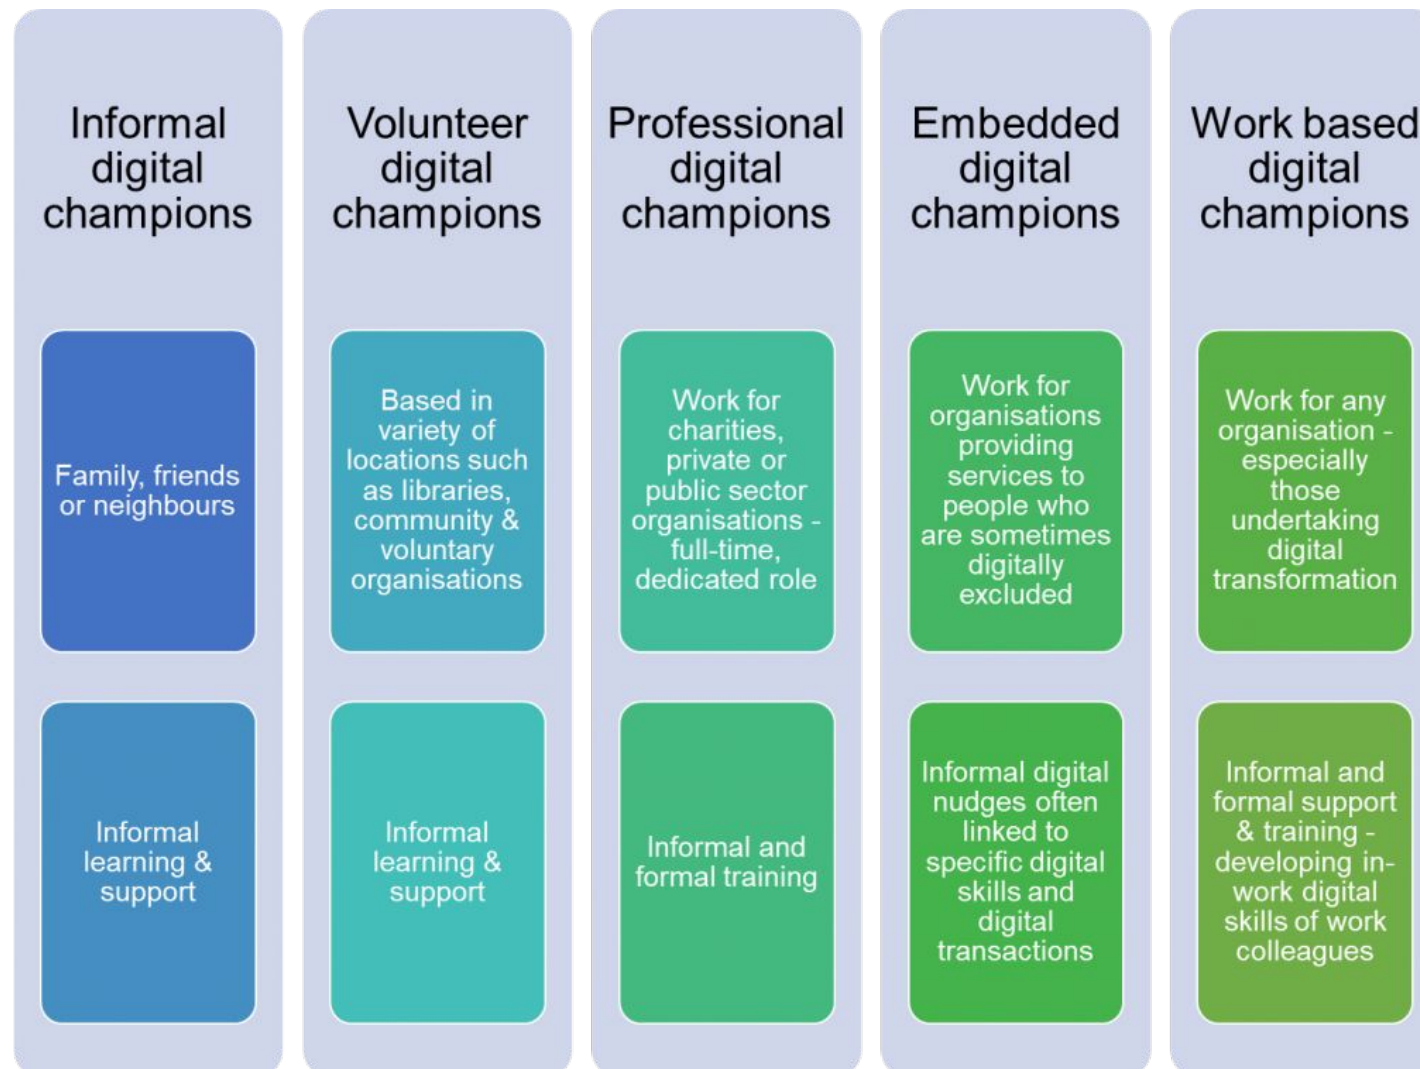 Informal
digital
champions
Family, friends
or neighbours
Informal
learning &
support
Volunteer
digital
champions
Based in
variety of
locations such
as libraries,
community &
voluntary
organisations
Informal
learning &
support
Professional
digital
champions
Work for
charities,
private or
public sector
organisations -
full-time,
dedicated role
Informal and
formal training
Embedded
digital
champions
Work for
organisations
providing
services to
people who
are sometimes
digitally
excluded
Informal digital
nudges often
linked to
specific digital
skills and
digital
transactions
Work based
digital
champions
Work for any
organisation -
especially
those
undertaking
digital
transformation
Informal and
formal support
& training -
developing in-
work digital
skills of work
colleagues